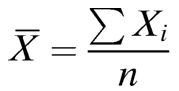 X̅ = ∑ Xᵢ / n